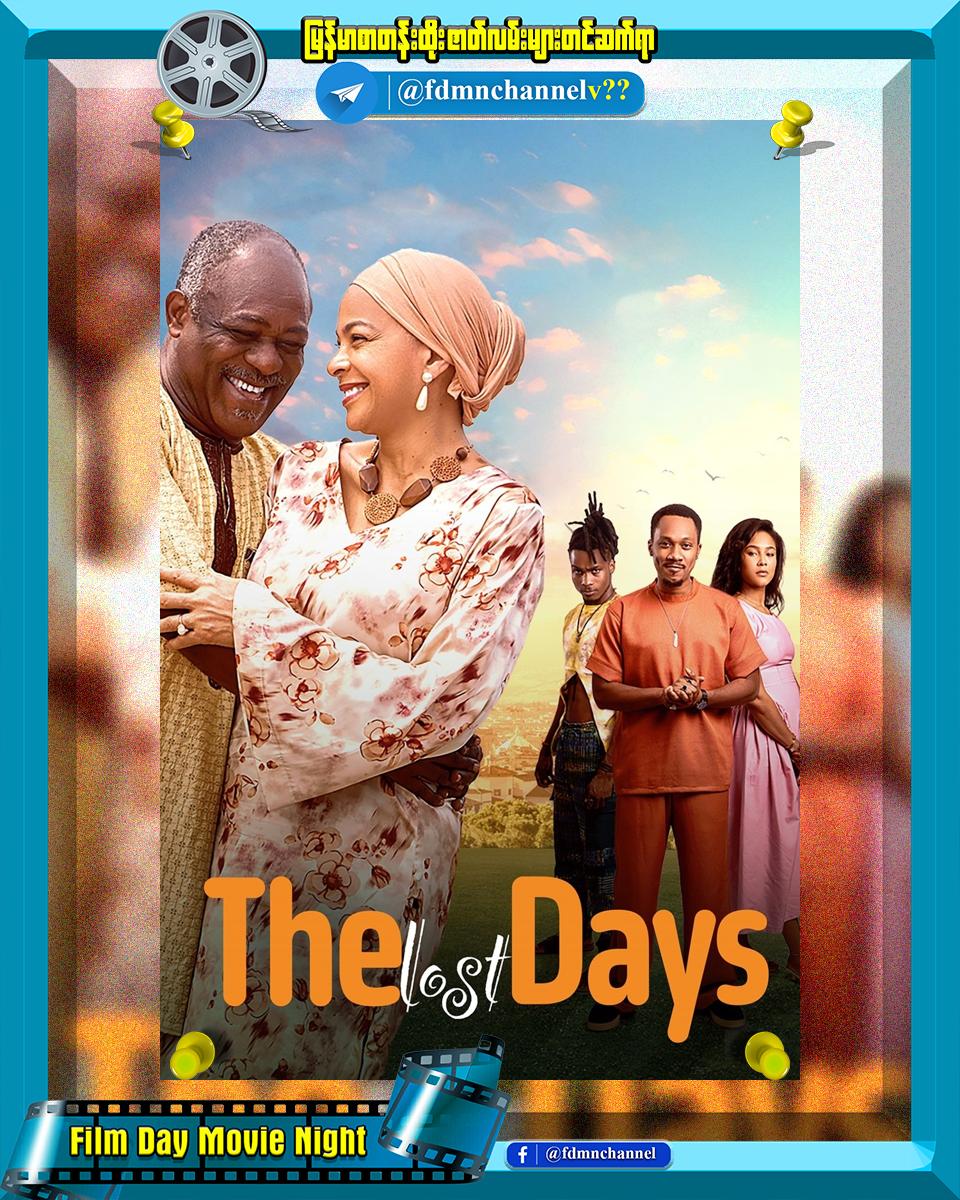 မြန်မာစာတန်းထိုးဇာတ်လမ်းများတင်ဆက်ရာ
@fdmnchannelv??
The lost Days
Film Day Movie Night
@fdmnchannel